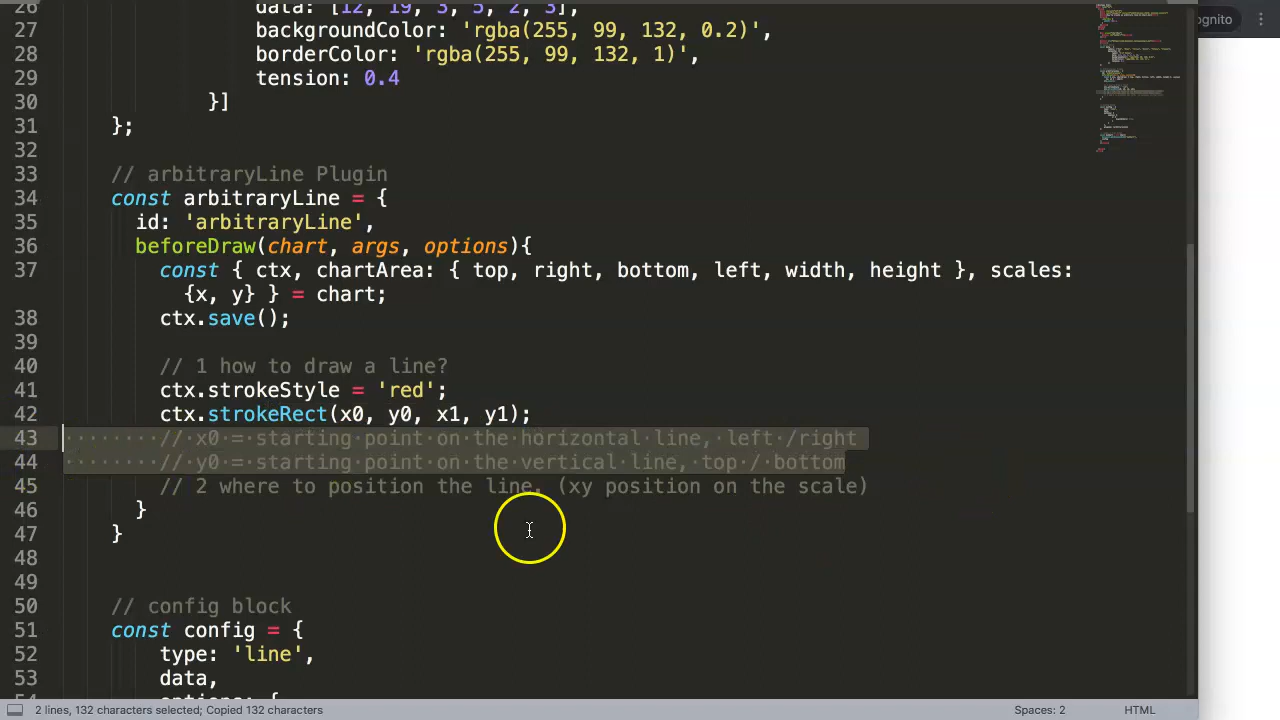 26 data: [12, 19, 3, 5, 2, 3],
27 backgroundColor: 'rgba(255, 99, 132, 0.2)',
28 borderColor: 'rgba(255, 99, 132, 1)',
29 tension: 0.4
30 }]
31 };
32
33 // arbitraryLine Plugin
34 const arbitraryLine = {
35 id: 'arbitraryLine',
36 beforeDraw(chart, args, options){
37 const { ctx, chartArea: { top, right, bottom, left, width, height }, scales:
{x, y} } = chart;
38 ctx.save();
39
40 // 1 how to draw a line?
41 ctx.strokeStyle = 'red';
42 ctx.strokeRect(x0, y0, x1, y1);
43 // x0 = starting point on the horizontal line, left /right
44 // y0 = starting point on the vertical line, top / bottom
45 // 2 where to position the line. (xy position on the scale)
46 }
47 }
48
49
50 // config block
51 const config = {
52 type: 'line',
53 data,
2 lines, 132 characters selected; Copied 132 characters
Spaces: 2
HTML